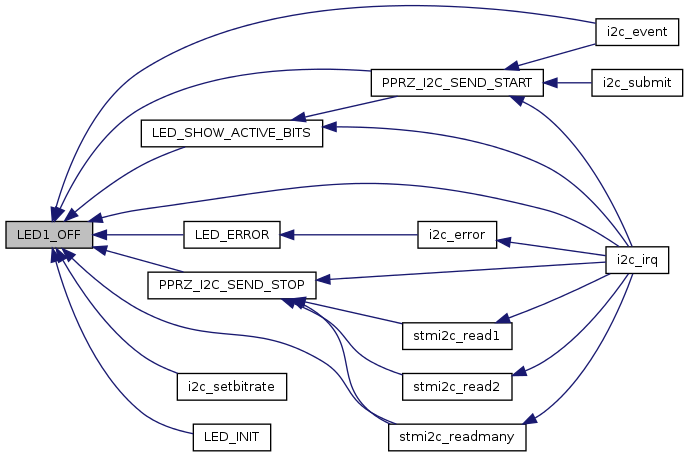 i2c_event
PPRZ_I2C_SEND_START
i2c_submit
LED_SHOW_ACTIVE_BITS
LED1_OFF
LED_ERROR
i2c_error
i2c_irq
PPRZ_I2C_SEND_STOP
stmi2c_read1
i2c_setbitrate
stmi2c_read2
LED_INIT
stmi2c_readmany